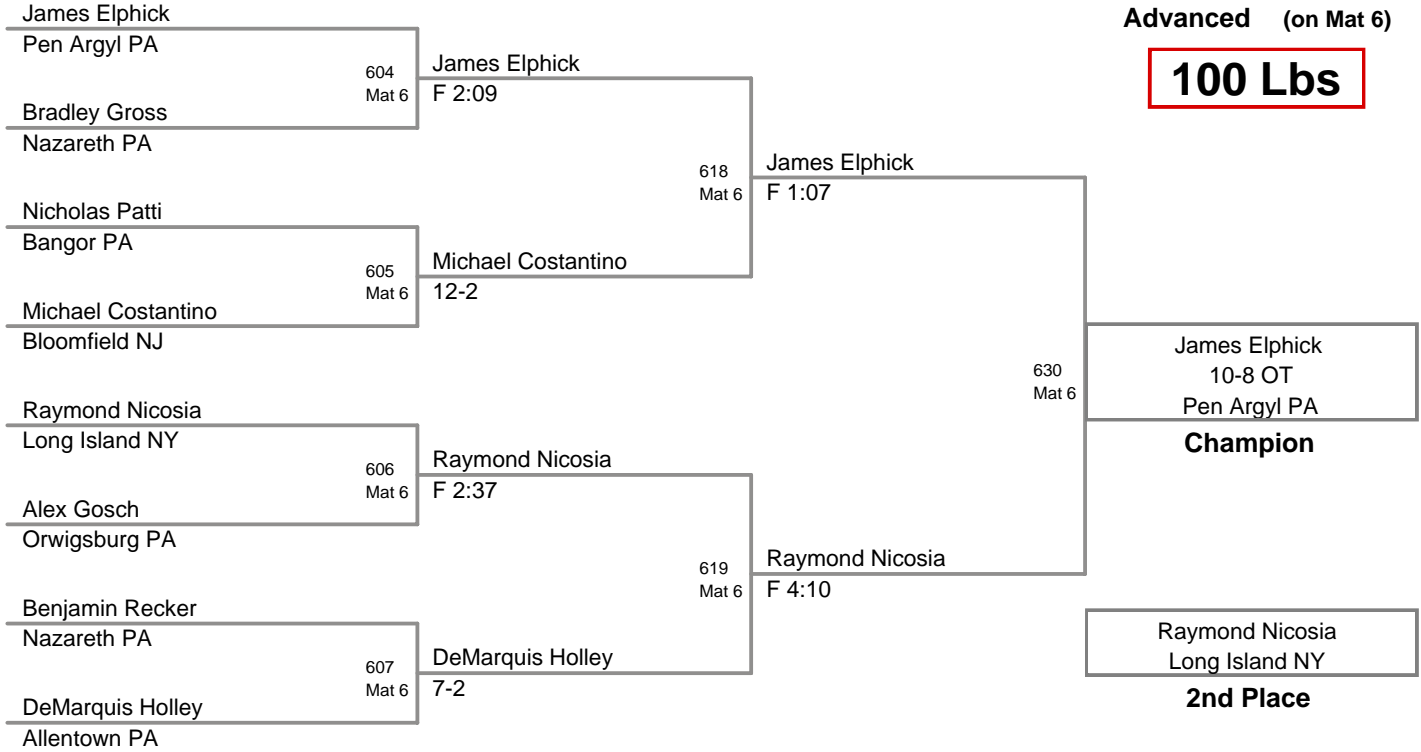 James Elphick
Pen Argyl PA
604
Mat 6
Bradley Gross
Nazareth PA
James Elphick
F 2:09
Nicholas Patti
Bangor PA
605
Mat 6
Michael Costantino
Bloomfield NJ
Michael Costantino
12-2
618
Mat 6
James Elphick
F 1:07
Raymond Nicosia
Long Island NY
606
Mat 6
Alex Gosch
Orwigsburg PA
Raymond Nicosia
F 2:37
Benjamin Recker
Nazareth PA
607
Mat 6
DeMarquis Holley
Allentown PA
DeMarquis Holley
7-2
619
Mat 6
Raymond Nicosia
F 4:10
630
Mat 6
Advanced (on Mat 6)
100 Lbs
James Elphick
10-8 OT
Pen Argyl PA
Champion
Raymond Nicosia
Long Island NY
2nd Place